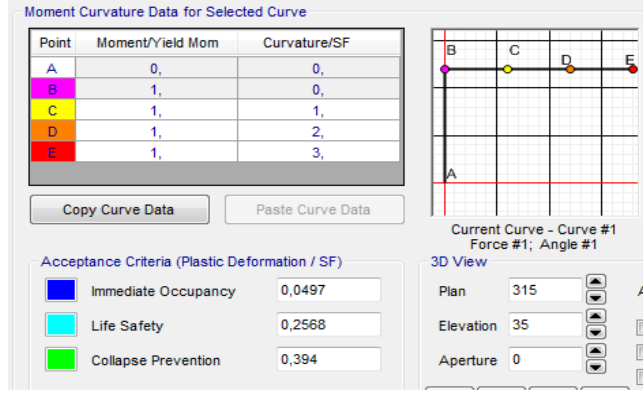 Moment Curvature Data for Selected Curve
Point Moment/Yield Mom Curvature/SF
A 0, 0,
B 1, 0,
C 1, 1,
D 1, 2,
E 1, 3,
B C D E
A
Copy Curve Data Paste Curve Data
Current Curve - Curve #1
Force #1; Angle #1
Acceptance Criteria (Plastic Deformation / SF)
Immediate Occupancy 0,0497
Life Safety 0,2568
Collapse Prevention 0,394
3D View
Plan 315
Elevation 35
Aperture 0